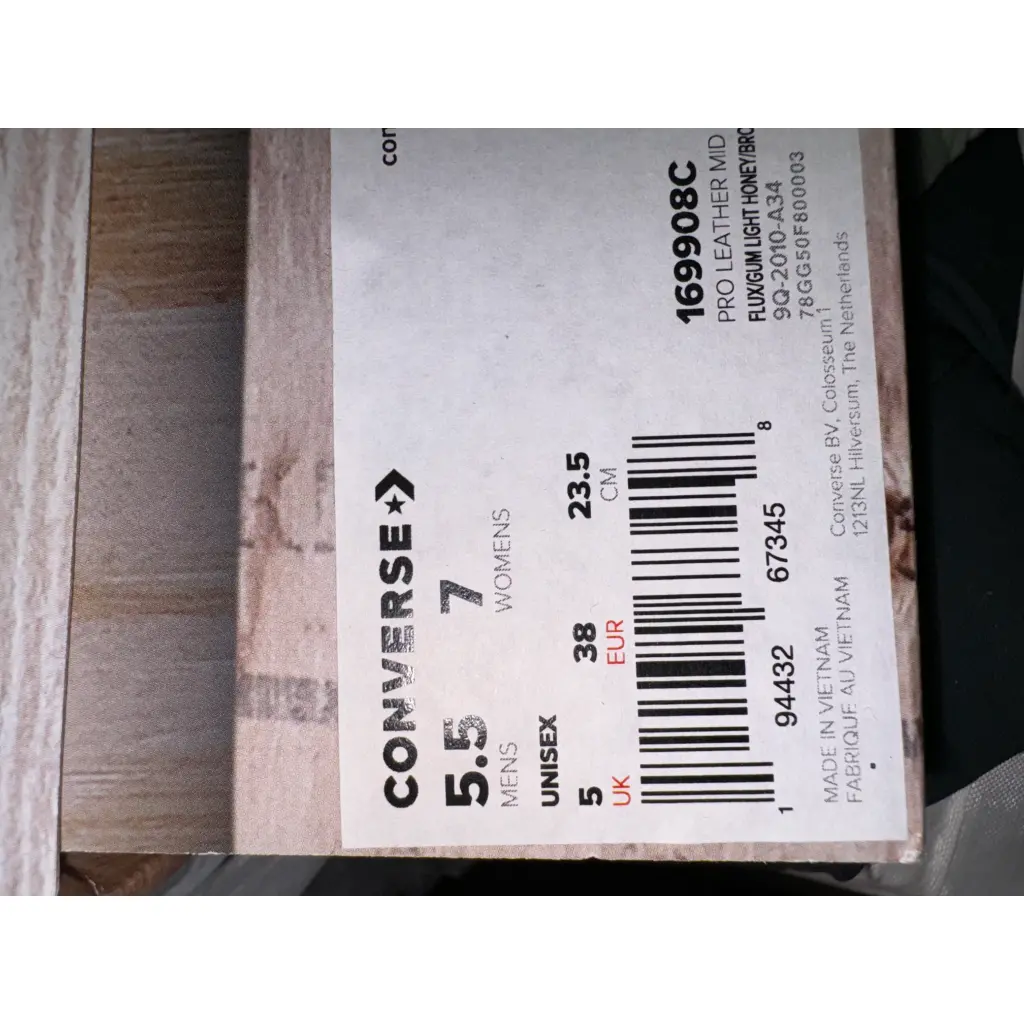 CONVERSE
5.5 7
MENS WOMENS
UNISEX
5 38 23.5
UK EUR CM
1 94432 67345 8
169908C
PRO LEATHER MID
FLUX/GUM LIGHT HONEY/BRO
9Q-2010-A34
78GG50F800003
MADE IN VIETNAM
FABRIQUE AU VIETNAM
Converse BV, Colosseum 1
1213NL Hilversum, The Netherlands